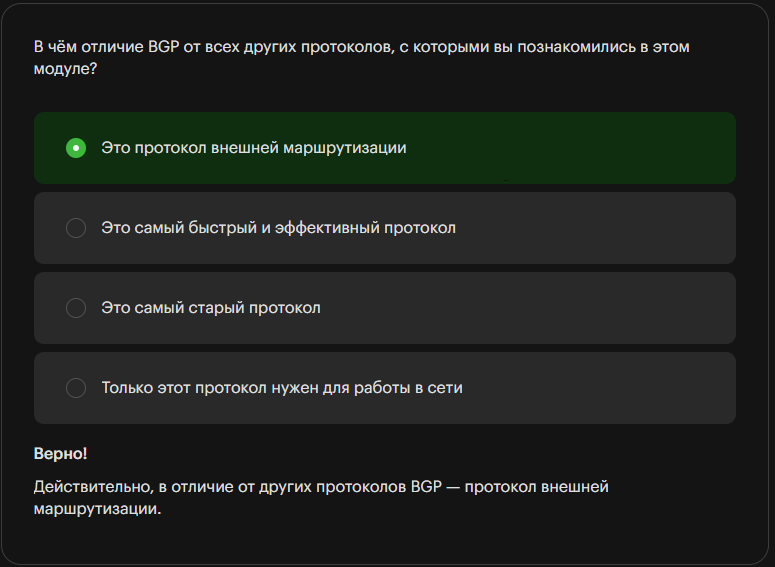 В чём отличие BGP от всех других протоколов, с которыми вы познакомились в этом
модуле?
Это протокол внешней маршрутизации
Это самый быстрый и эффективный протокол
Это самый старый протокол
Только этот протокол нужен для работы в сети
Верно!
Действительно, в отличие от других протоколов BGP — протокол внешней
маршрутизации.